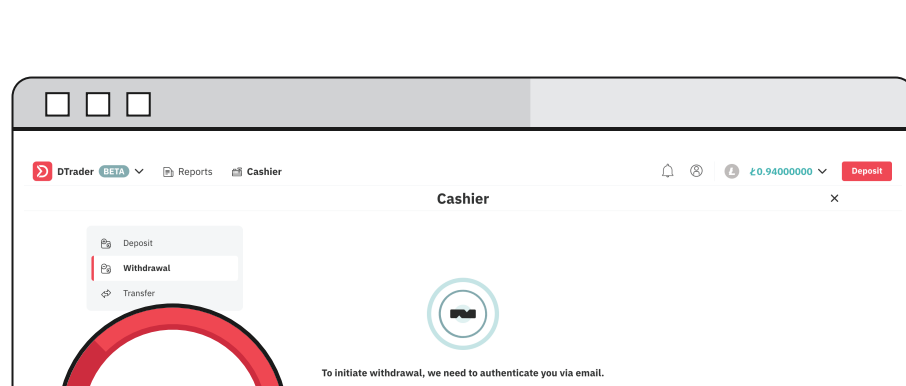 DTrader BETA Reports Cashier Ł0.94000000 Deposit
Cashier
Deposit
Withdrawal
Transfer
To initiate withdrawal, we need to authenticate you via email.